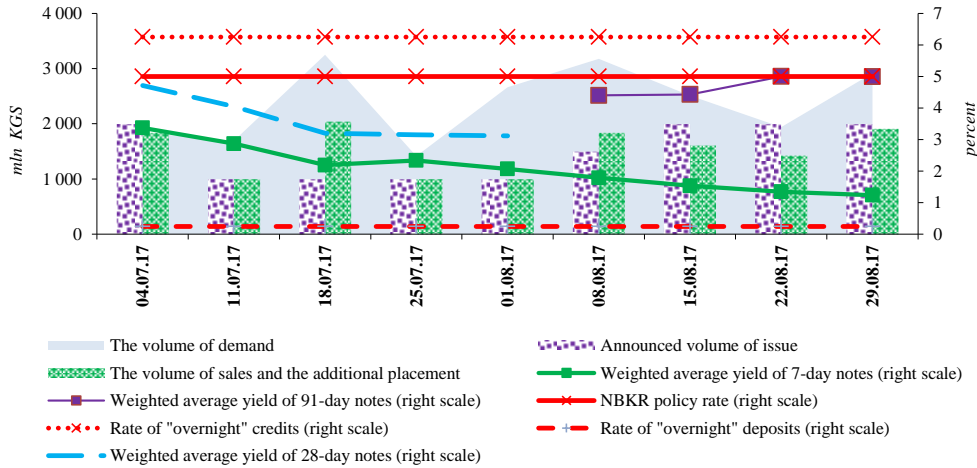 4 000
3 000
2 000
1 000
0
mln KGS
7
6
5
4
3
2
1
0
percent
04.07.17
11.07.17
18.07.17
25.07.17
01.08.17
08.08.17
15.08.17
22.08.17
29.08.17
The volume of demand
Announced volume of issue
The volume of sales and the additional placement
Weighted average yield of 7-day notes (right scale)
Weighted average yield of 91-day notes (right scale)
NBKR policy rate (right scale)
Rate of "overnight" credits (right scale)
Rate of "overnight" deposits (right scale)
Weighted average yield of 28-day notes (right scale)